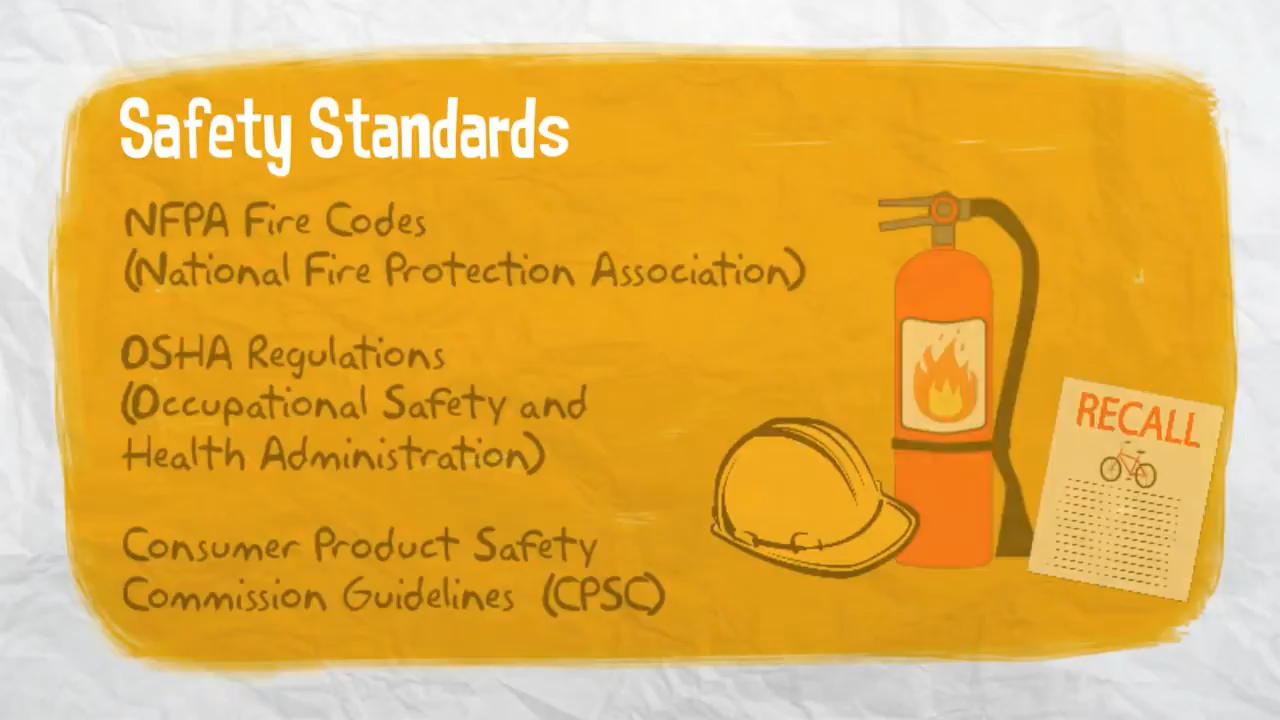 Safety Standards
NFPA Fire Codes
(National Fire Protection Association)
OSHA Regulations
(Occupational Safety and
Health Administration)
Consumer Product Safety
Commission Guidelines (CPSC)
RECALL